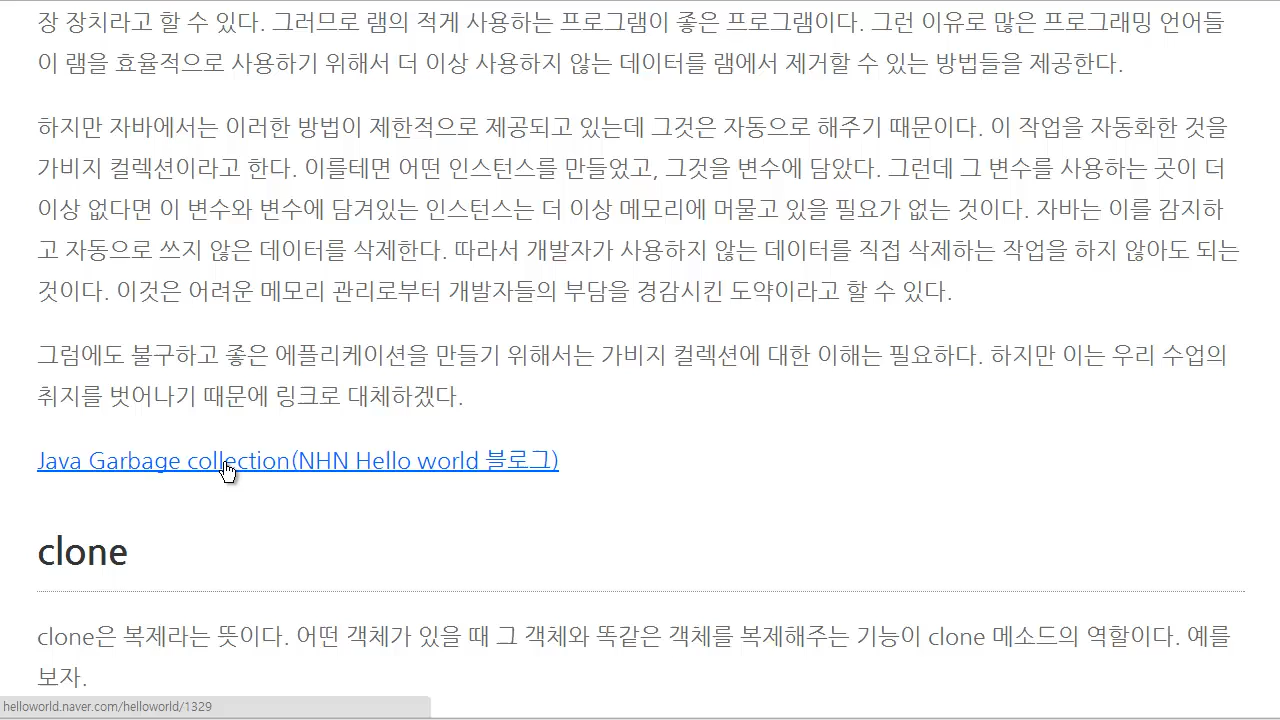 장 장치라고 할 수 있다. 그러므로 램의 적게 사용하는 프로그램이 좋은 프로그램이다. 그런 이유로 많은 프로그래밍 언어들
이 램을 효율적으로 사용하기 위해서 더 이상 사용하지 않는 데이터를 램에서 제거할 수 있는 방법들을 제공한다.
하지만 자바에서는 이러한 방법이 제한적으로 제공되고 있는데 그것은 자동으로 해주기 때문이다. 이 작업을 자동화한 것을
가비지 컬렉션이라고 한다. 이를테면 어떤 인스턴스를 만들었고, 그것을 변수에 담았다. 그런데 그 변수를 사용하는 곳이 더
이상 없다면 이 변수와 변수에 담겨있는 인스턴스는 더 이상 메모리에 머물고 있을 필요가 없는 것이다. 자바는 이를 감지하
고 자동으로 쓰지 않은 데이터를 삭제한다. 따라서 개발자가 사용하지 않는 데이터를 직접 삭제하는 작업을 하지 않아도 되는
것이다. 이것은 어려운 메모리 관리로부터 개발자들의 부담을 경감시킨 도약이라고 할 수 있다.
그럼에도 불구하고 좋은 에플리케이션을 만들기 위해서는 가비지 컬렉션에 대한 이해는 필요하다. 하지만 이는 우리 수업의
취지를 벗어나기 때문에 링크로 대체하겠다.
Java Garbage collection(NHN Hello world 블로그)
clone
clone은 복제라는 뜻이다. 어떤 객체가 있을 때 그 객체와 똑같은 객체를 복제해주는 기능이 clone 메소드의 역할이다. 예를
보자.
helloworld.naver.com/helloworld/1329